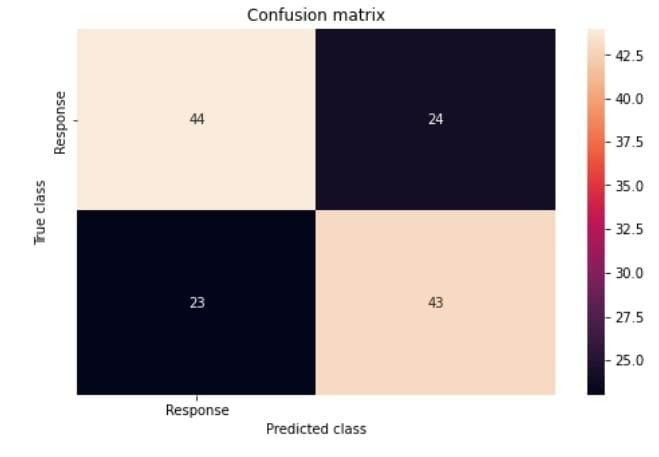 Confusion matrix
Response
True class
44
24
23
43
Response
Predicted class
42.5
40.0
37.5
35.0
32.5
30.0
27.5
25.0